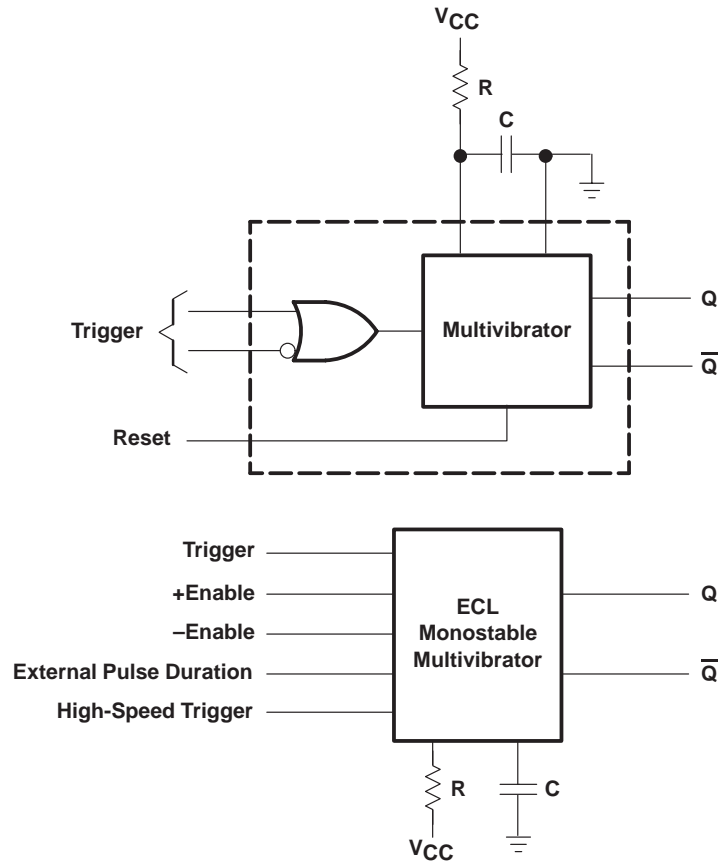 VCC
R
C
Trigger
Multivibrator
Q
Q̅
Reset
Trigger
+Enable
–Enable
External Pulse Duration
High-Speed Trigger
ECL
Monostable
Multivibrator
Q
Q̅
R
C
VCC